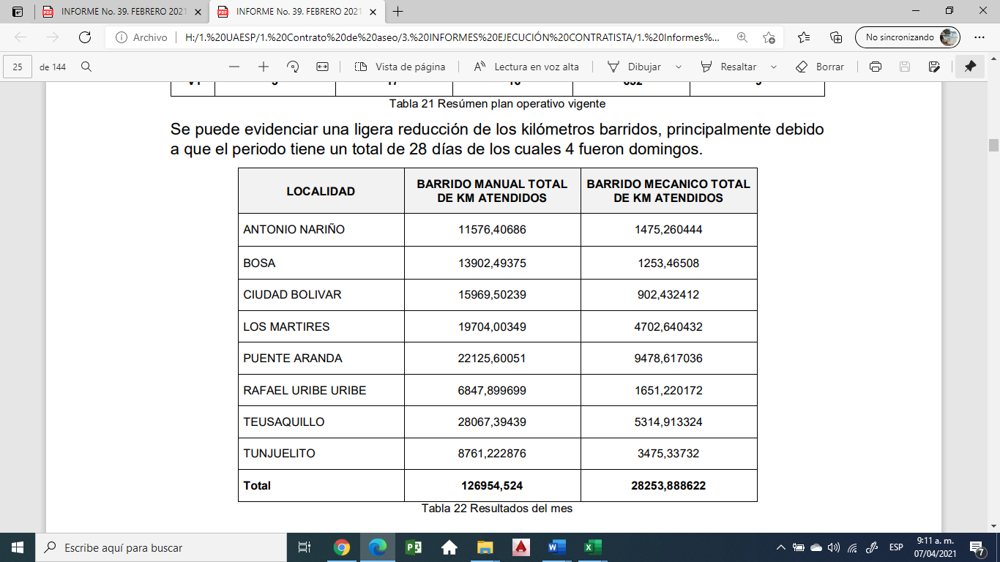 INFORME No. 39. FEBRERO 2021
INFORME No. 39. FEBRERO 2021
Archivo
H:/1.%20UAESP/1.%20Contrato%20de%20aseo/3.%20INFORMES%20EJECUCIÓN%20CONTRATISTA/1.%20Informes%...
No sincronizando
25 de 144
Vista de página
Lectura en voz alta
Dibujar
Resaltar
Borrar
Tabla 21 Resúmen plan operativo vigente
Se puede evidenciar una ligera reducción de los kilómetros barridos, principalmente debido
a que el periodo tiene un total de 28 días de los cuales 4 fueron domingos.
LOCALIDAD BARRIDO MANUAL TOTAL DE KM ATENDIDOS BARRIDO MECANICO TOTAL DE KM ATENDIDOS
ANTONIO NARIÑO 11576,40686 1475,260444
BOSA 13902,49375 1253,46508
CIUDAD BOLIVAR 15969,50239 902,432412
LOS MARTIRES 19704,00349 4702,640432
PUENTE ARANDA 22125,60051 9478,617036
RAFAEL URIBE URIBE 6847,899699 1651,220172
TEUSAQUILLO 28067,39439 5314,913324
TUNJUELITO 8761,222876 3475,33732
Total 126954,524 28253,888622
Tabla 22 Resultados del mes
Escribe aquí para buscar
ESP
9:11 a. m.
07/04/2021
7